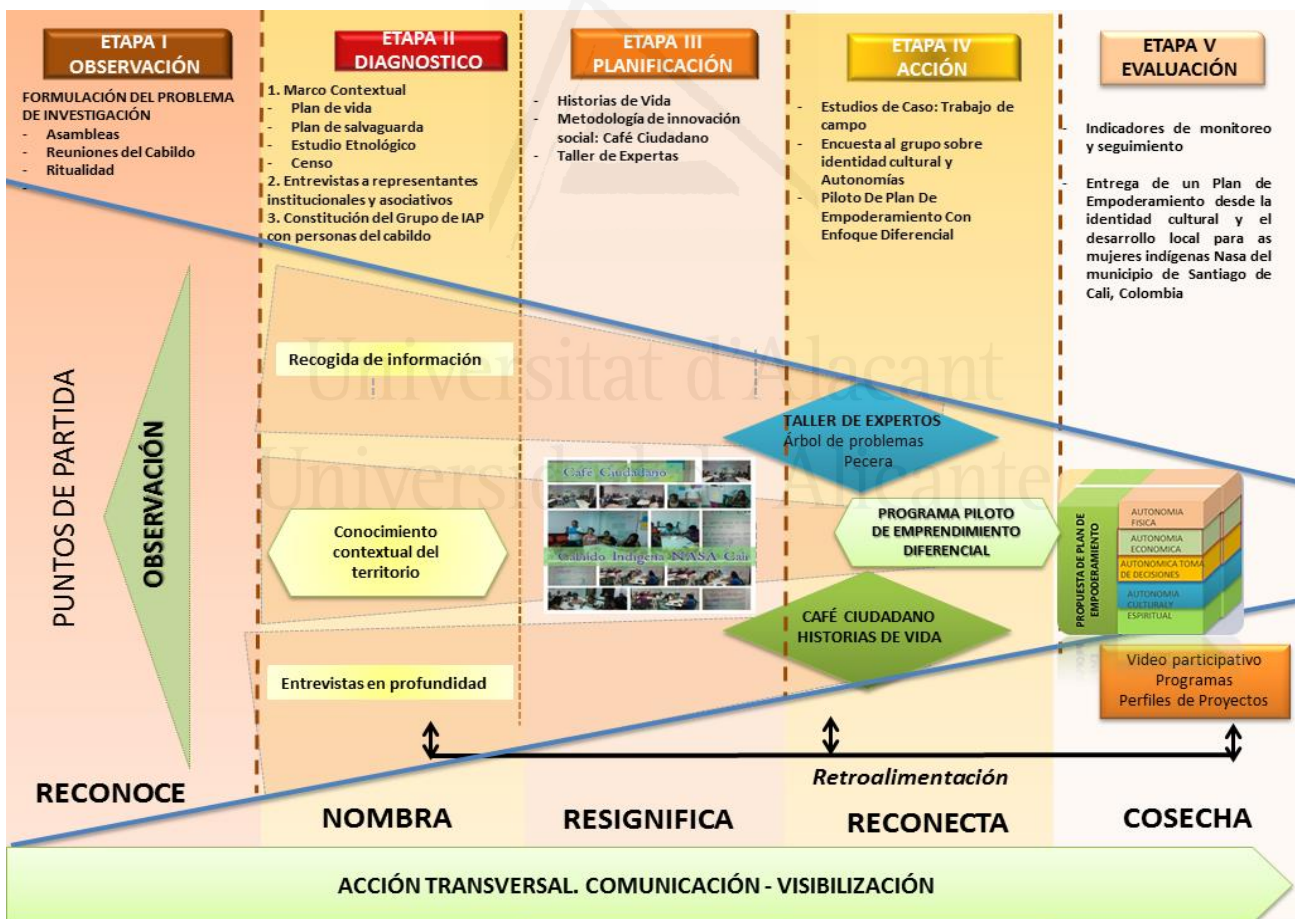 ETAPA I
OBSERVACIÓN
FORMULACIÓN DEL PROBLEMA
DE INVESTIGACIÓN
- Asambleas
- Reuniones del Cabildo
- Ritualidad
-
ETAPA II
DIAGNOSTICO
1. Marco Contextual
- Plan de vida
- Plan de salvaguarda
- Estudio Etnológico
- Censo
2. Entrevistas a representantes
institucionales y asociativos
3. Constitución del Grupo de IAP
con personas del cabildo
ETAPA III
PLANIFICACIÓN
- Historias de Vida
- Metodología de innovación
social: Café Ciudadano
- Taller de Expertas
ETAPA IV
ACCIÓN
- Estudios de Caso: Trabajo de
campo
- Encuesta al grupo sobre
identidad cultural y
Autonomías
- Piloto De Plan De
Empoderamiento Con
Enfoque Diferencial
ETAPA V
EVALUACIÓN
- Indicadores de monitoreo
y seguimiento
- Entrega de un Plan de
Empoderamiento desde la
identidad cultural y el
desarrollo local para as
mujeres indígenas Nasa del
municipio de Santiago de
Cali, Colombia
PUNTOS DE PARTIDA
OBSERVACIÓN
Recogida de información
Conocimiento
contextual del
territorio
Entrevistas en profundidad
Universitat d'Alacant
Universidad de Alicante
Café Ciudadano
Cabildo Indígena NASA Cali
TALLER DE EXPERTOS
Árbol de problemas
Pecera
PROGRAMA PILOTO
DE EMPRENDIMIENTO
DIFERENCIAL
CAFÉ CIUDADANO
HISTORIAS DE VIDA
PROPUESTA DE PLAN DE
EMPODERAMIENTO
AUTONOMIA
FISICA
AUTONOMIA
ECONOMICA
AUTONOMICA TOMA
DE DECISIONES
AUTONOMIA
CULTURALY
ESPIRITUAL
Video participativo
Programas
Perfiles de Proyectos
Retroalimentación
RECONOCE
NOMBRA
RESIGNIFICA
RECONECTA
COSECHA
ACCIÓN TRANSVERSAL. COMUNICACIÓN - VISIBILIZACIÓN